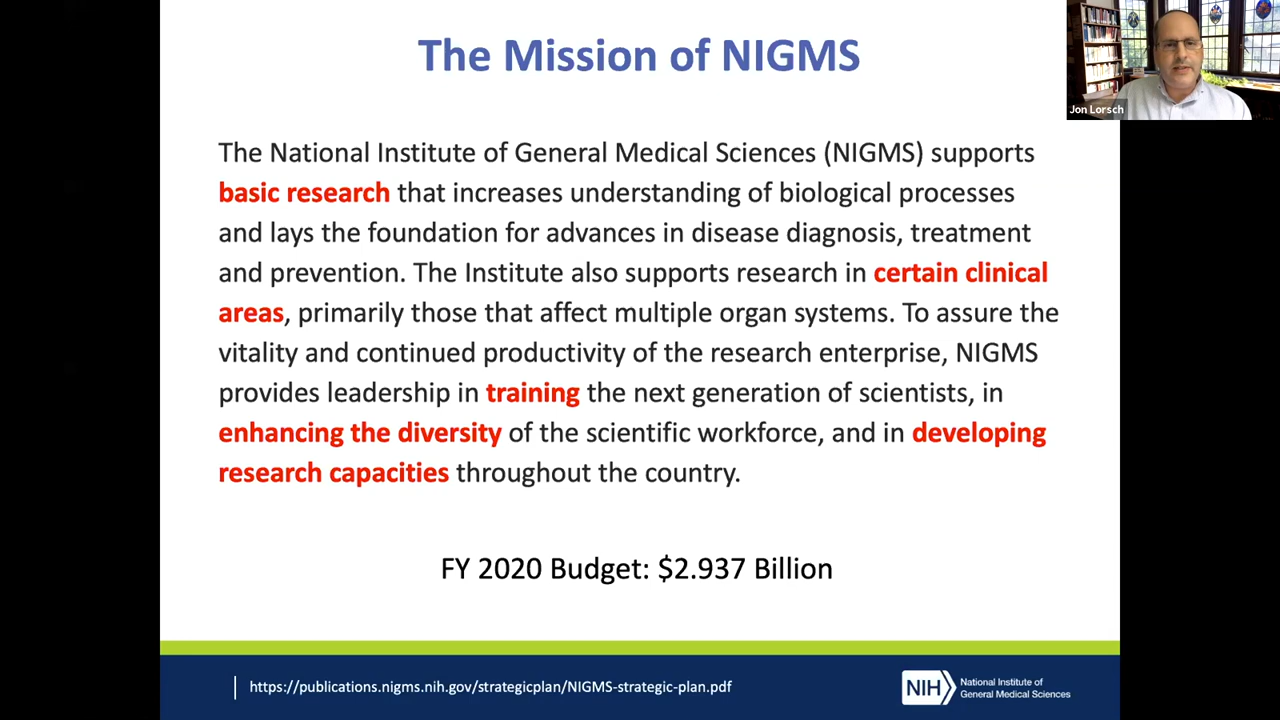 The Mission of NIGMS
Jon Lorsch
The National Institute of General Medical Sciences (NIGMS) supports
basic research that increases understanding of biological processes
and lays the foundation for advances in disease diagnosis, treatment
and prevention. The Institute also supports research in certain clinical
areas, primarily those that affect multiple organ systems. To assure the
vitality and continued productivity of the research enterprise, NIGMS
provides leadership in training the next generation of scientists, in
enhancing the diversity of the scientific workforce, and in developing
research capacities throughout the country.
FY 2020 Budget: $2.937 Billion
https://publications.nigms.nih.gov/strategicplan/NIGMS-strategic-plan.pdf
NIH
National Institute of
General Medical Sciences